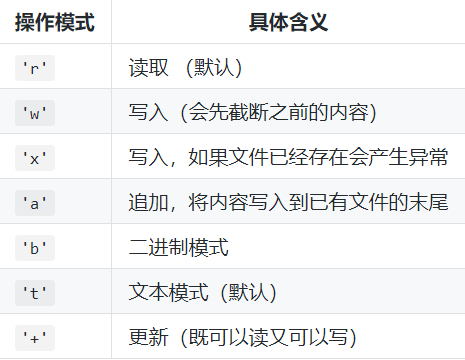 操作模式 具体含义
'r' 读取 （默认）
'w' 写入（会先截断之前的内容）
'x' 写入，如果文件已经存在会产生异常
'a' 追加，将内容写入到已有文件的末尾
'b' 二进制模式
't' 文本模式（默认）
'+' 更新（既可以读又可以写）